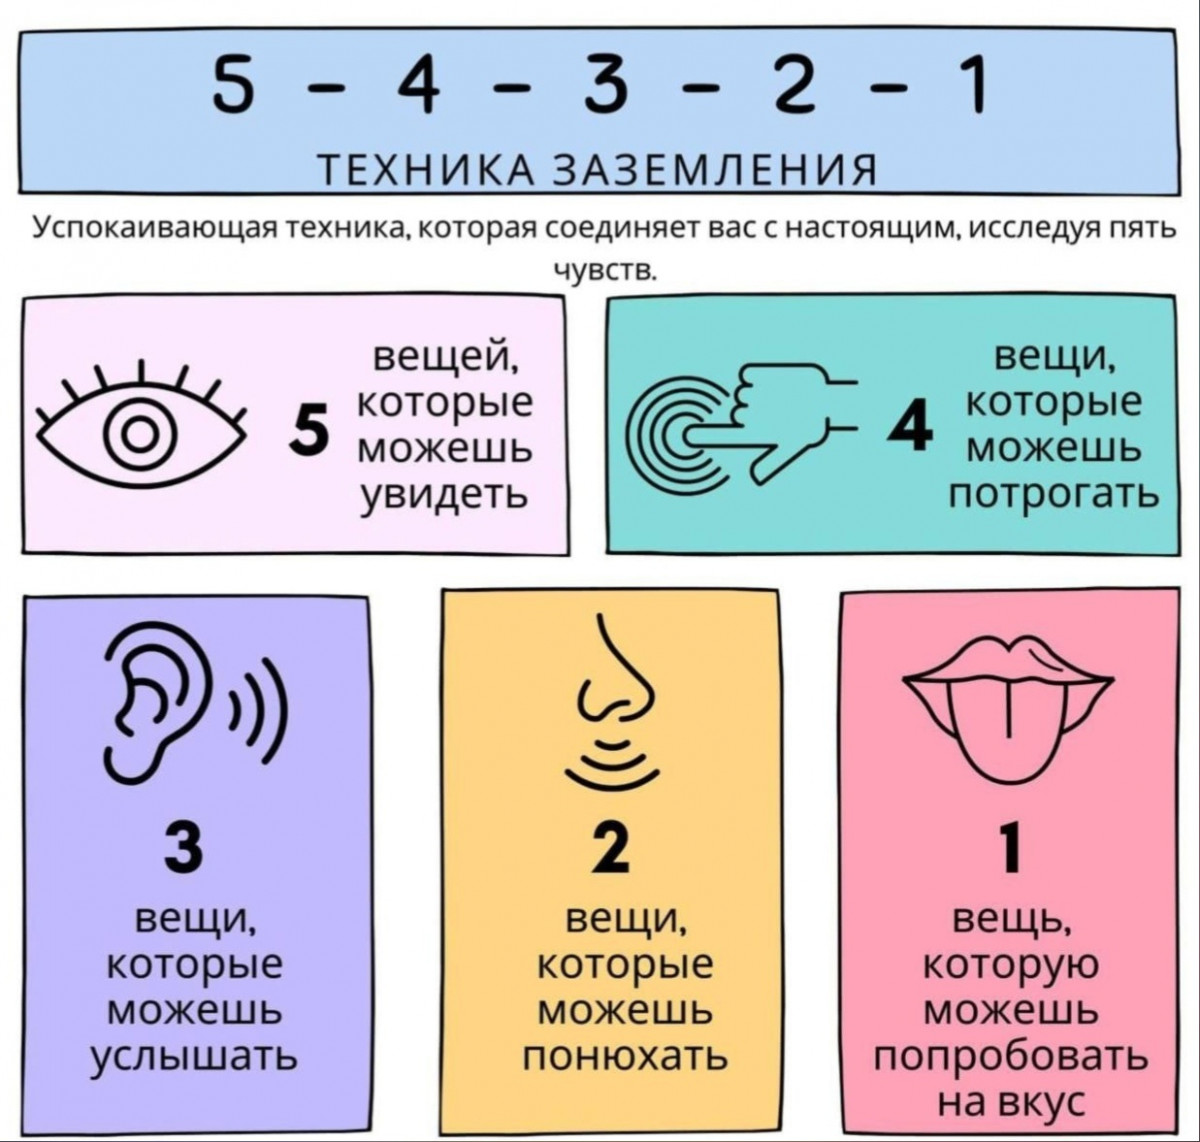 5 - 4 - 3 - 2 - 1
ТЕХНИКА ЗАЗЕМЛЕНИЯ
Успокаивающая техника, которая соединяет вас с настоящим, исследуя пять
чувств.
5
вещей,
которые
можешь
увидеть
4
вещи,
которые
можешь
потрогать
3
вещи,
которые
можешь
услышать
2
вещи,
которые
можешь
понюхать
1
вещь,
которую
можешь
попробовать
на вкус